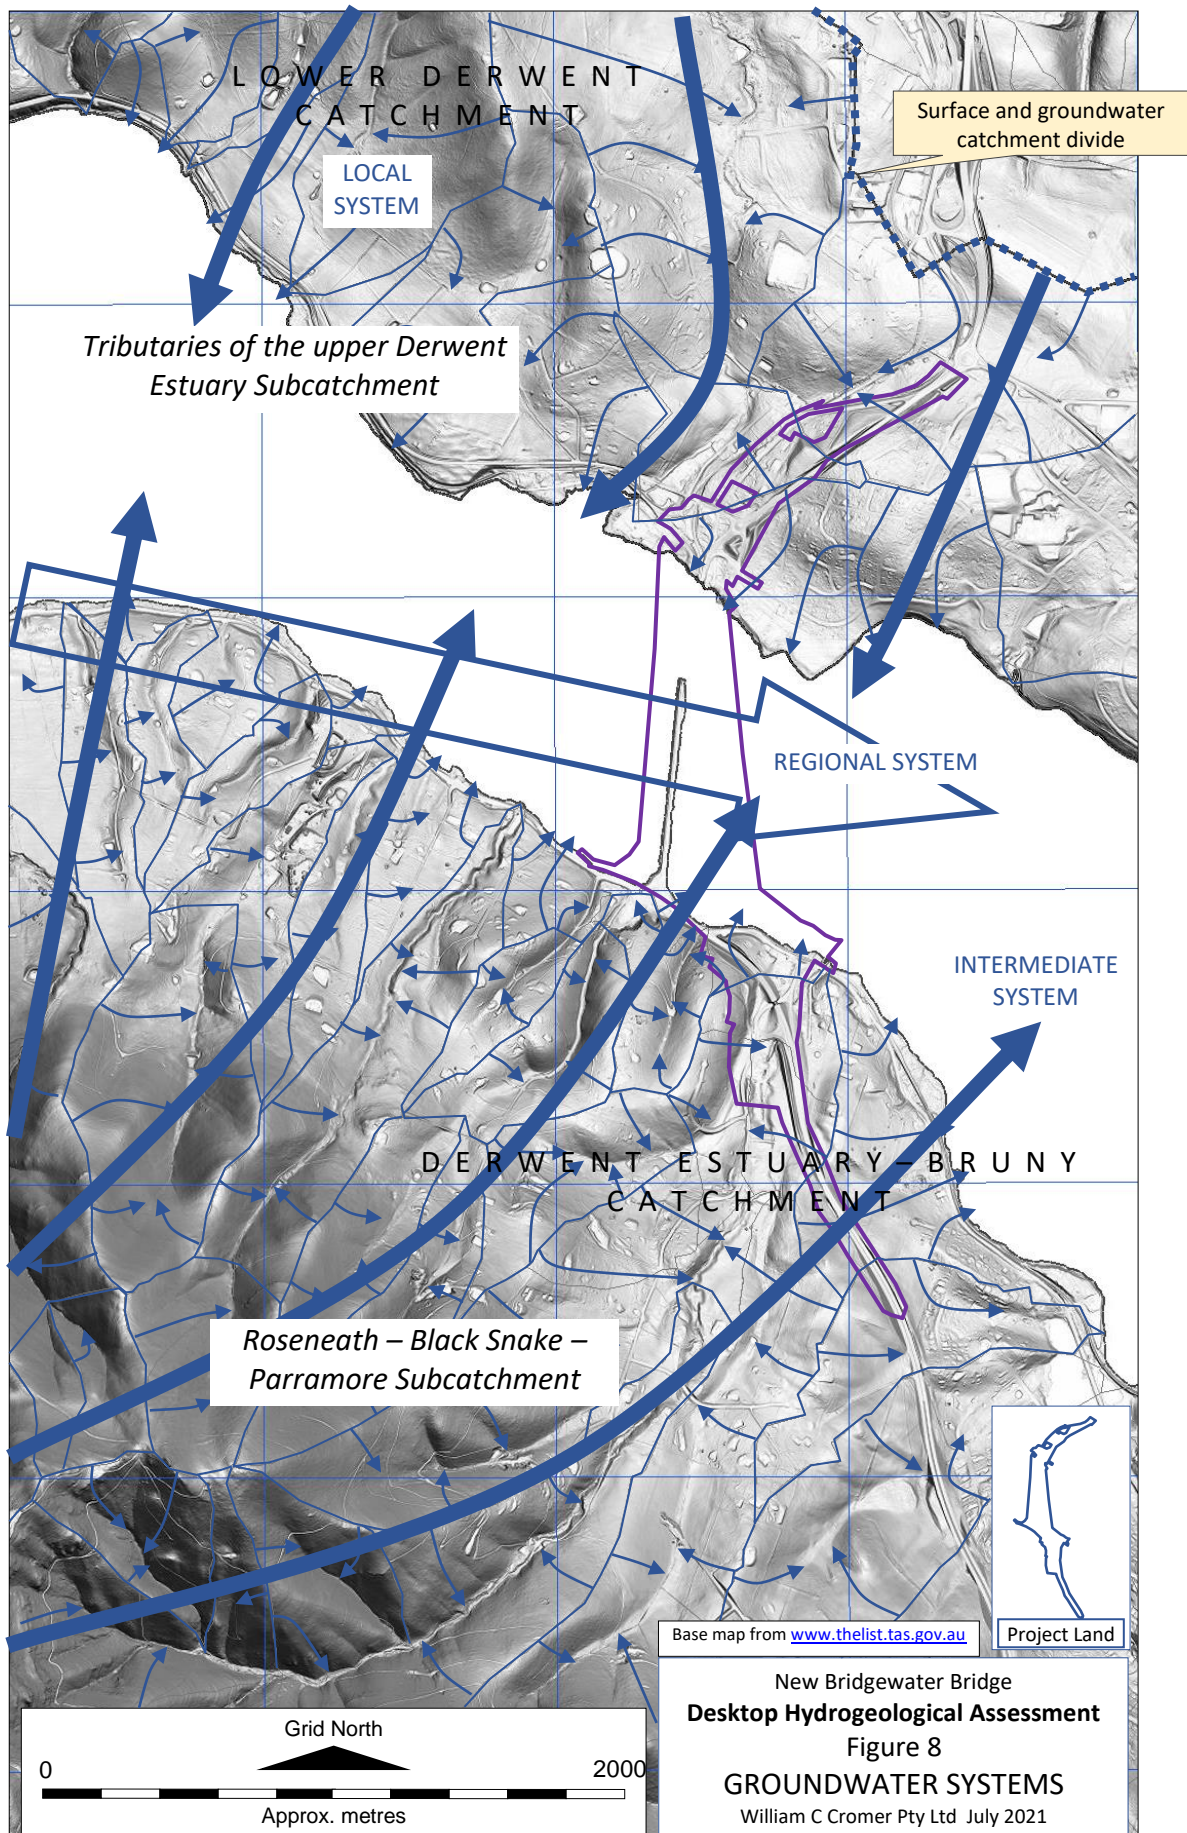 LOWER DERWENT
CATCHMENT
Surface and groundwater
catchment divide
LOCAL
SYSTEM
Tributaries of the upper Derwent
Estuary Subcatchment
REGIONAL SYSTEM
INTERMEDIATE
SYSTEM
DERWENT ESTUARY – BRUNY
CATCHMENT
Roseneath – Black Snake –
Parramore Subcatchment
Project Land
Base map from www.thelist.tas.gov.au
New Bridgewater Bridge
Desktop Hydrogeological Assessment
Figure 8
GROUNDWATER SYSTEMS
William C Cromer Pty Ltd July 2021
Grid North
0 2000
Approx. metres